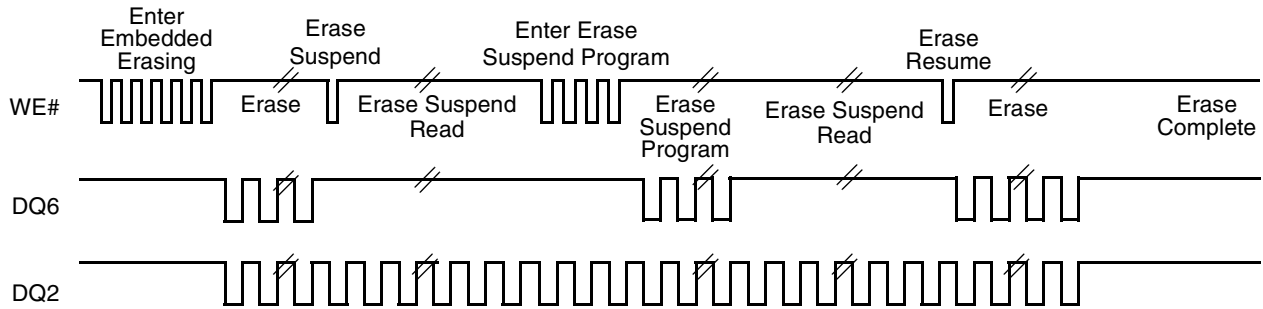 Enter
Embedded
Erasing
Erase
Suspend
Enter Erase
Suspend Program
Erase
Resume
WE#
Erase
Erase Suspend
Read
Erase
Suspend
Program
Erase Suspend
Read
Erase
Erase
Complete
DQ6
DQ2